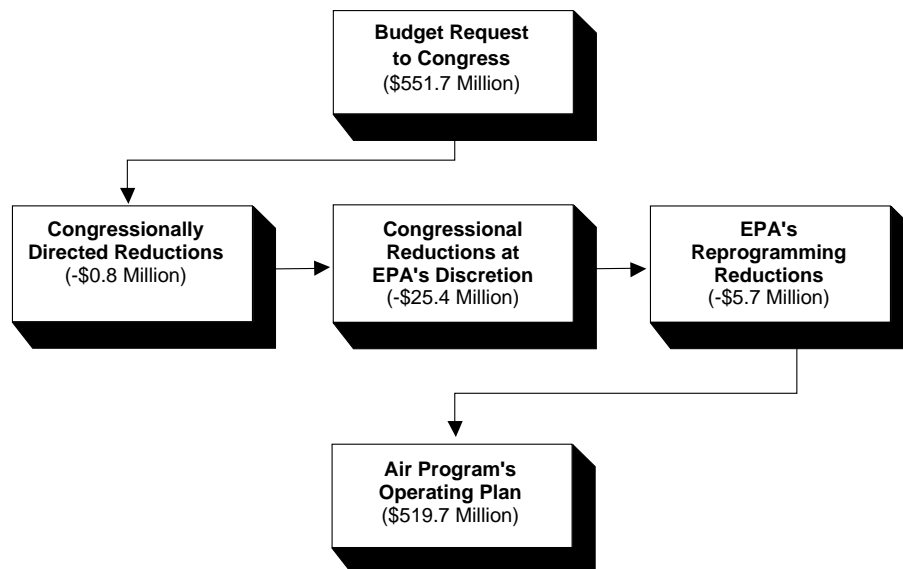 Budget Request
to Congress
($551.7 Million)
Congressionally
Directed Reductions
(-$0.8 Million)
Congressional
Reductions at
EPA's Discretion
(-$25.4 Million)
EPA's
Reprogramming
Reductions
(-$5.7 Million)
Air Program's
Operating Plan
($519.7 Million)